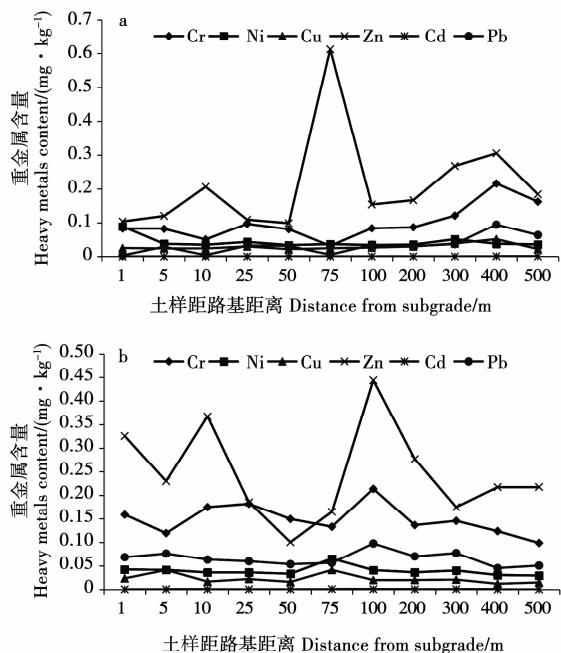 a
Cr Ni Cu Zn Cd Pb
0.7
0.6
0.5
0.4
0.3
0.2
0.1
0
重金属含量
Heavy metals content/(mg·kg⁻¹)
1 5 10 25 50 75 100 200 300 400 500
土样距路基距离 Distance from subgrade/m
b
Cr Ni Cu Zn Cd Pb
0.50
0.45
0.40
0.35
0.30
0.25
0.20
0.15
0.10
0.05
0
重金属含量
Heavy metals content/(mg·kg⁻¹)
1 5 10 25 50 75 100 200 300 400 500
土样距路基距离 Distance from subgrade/m